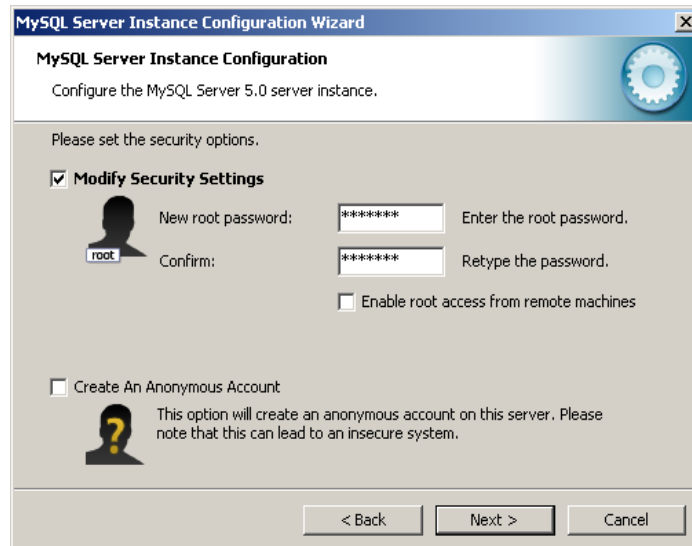 MySQL Server Instance Configuration Wizard
MySQL Server Instance Configuration
Configure the MySQL Server 5.0 server instance.
Please set the security options.
Modify Security Settings
root
New root password: ******* Enter the root password.
Confirm: ******* Retype the password.
Enable root access from remote machines
Create An Anonymous Account
This option will create an anonymous account on this server. Please
note that this can lead to an insecure system.
< Back Next > Cancel